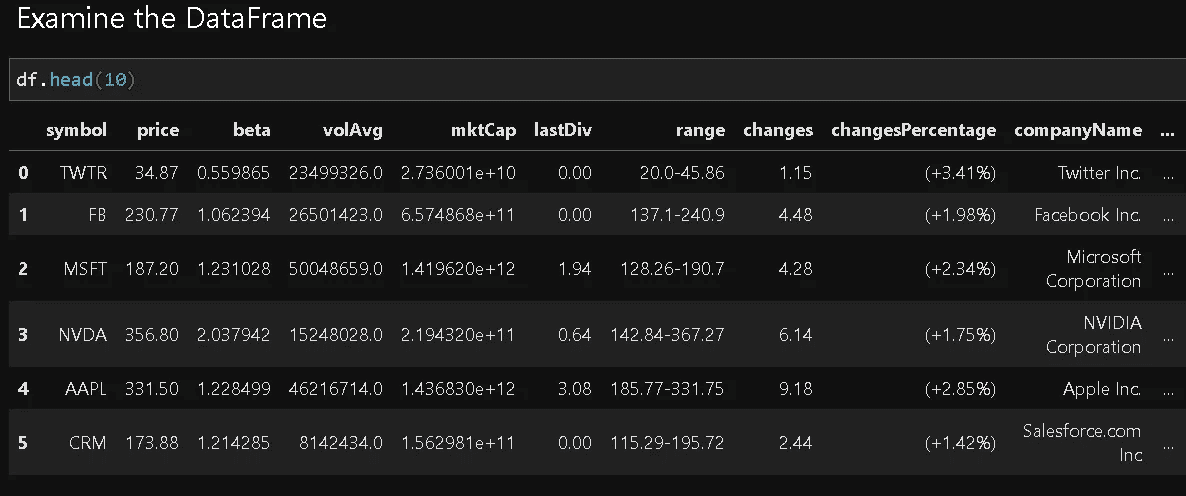 Examine the DataFrame
df.head(10)
symbol price beta volAvg mktCap lastDiv range changes changesPercentage companyName ...
0 TWTR 34.87 0.559865 23499326.0 2.736001e+10 0.00 20.0-45.86 1.15 (+3.41%) Twitter Inc. ...
1 FB 230.77 1.062394 26501423.0 6.574868e+11 0.00 137.1-240.9 4.48 (+1.98%) Facebook Inc. ...
2 MSFT 187.20 1.231028 50048659.0 1.419620e+12 1.94 128.26-190.7 4.28 (+2.34%) Microsoft
Corporation ...
3 NVDA 356.80 2.037942 15248028.0 2.194320e+11 0.64 142.84-367.27 6.14 (+1.75%) NVIDIA
Corporation ...
4 AAPL 331.50 1.228499 46216714.0 1.436830e+12 3.08 185.77-331.75 9.18 (+2.85%) Apple Inc. ...
5 CRM 173.88 1.214285 8142434.0 1.562981e+11 0.00 115.29-195.72 2.44 (+1.42%) Salesforce.com
Inc ...